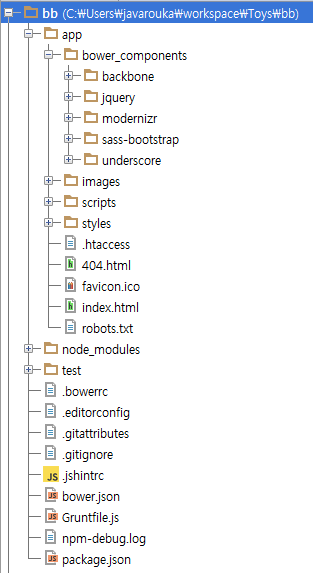 bb (C:₩Users₩javarouka₩workspace₩Toys₩bb)
app
bower_components
backbone
jquery
modernizr
sass-bootstrap
underscore
images
scripts
styles
.htaccess
404.html
favicon.ico
index.html
robots.txt
node_modules
test
.bowerrc
.editorconfig
.gitattributes
.gitignore
.jshintrc
bower.json
Gruntfile.js
npm-debug.log
package.json